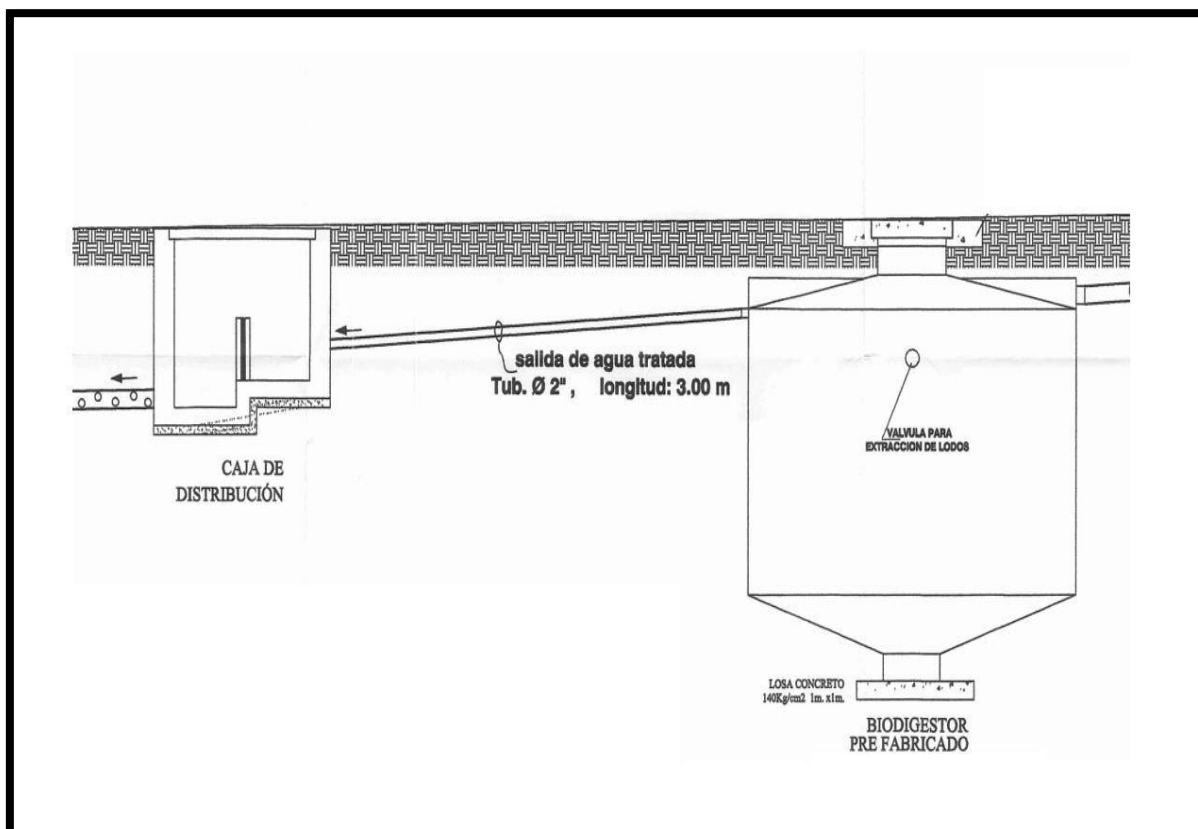 salida de agua tratada
Tub. Ø 2" , longitud: 3.00 m
VALVULA PARA
EXTRACCION DE LODOS
CAJA DE
DISTRIBUCIÓN
LOSA CONCRETO
140Kg/cm2 1m. x1m.
BIODIGESTOR
PRE FABRICADO